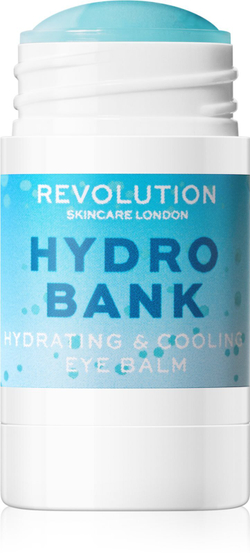 REVOLUTION
SKINCARE LONDON
HYDRO
BANK
HYDRATING & COOLING
EYE BALM